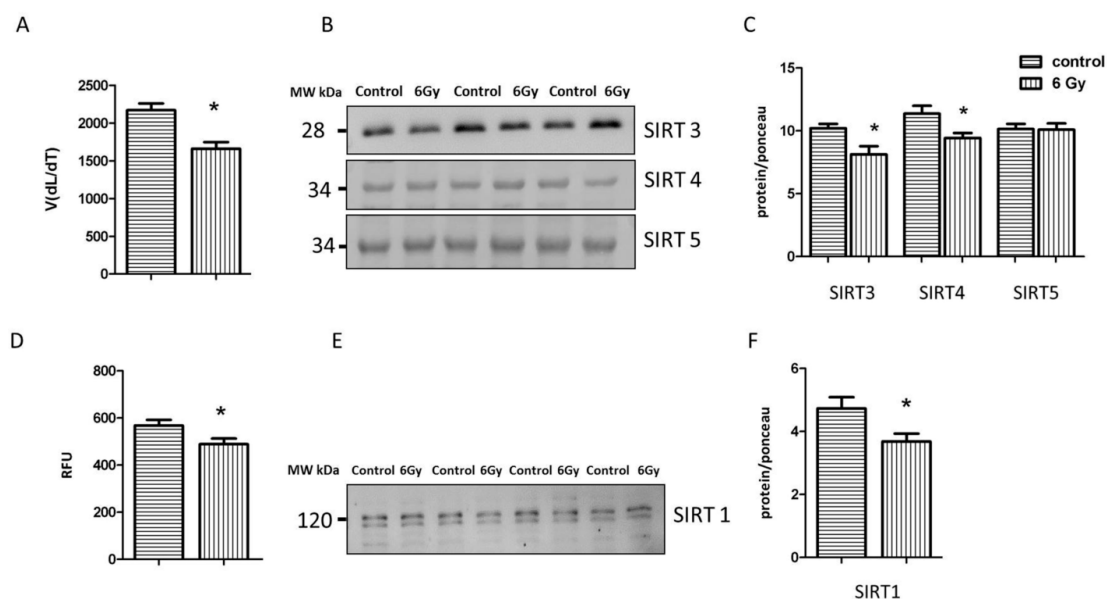 A
V(dL/dT)
2500
2000
1500
1000
500
0
*
B
MW kDa Control 6Gy Control 6Gy Control 6Gy
28
SIRT 3
34
SIRT 4
34
SIRT 5
C
control
6 Gy
protein/ponceau
15
10
5
0
*
*
SIRT3 SIRT4 SIRT5
D
RFU
800
600
400
200
0
*
E
MW kDa Control 6Gy Control 6Gy Control 6Gy Control 6Gy
120
SIRT 1
F
protein/ponceau
6
4
2
0
*
SIRT1